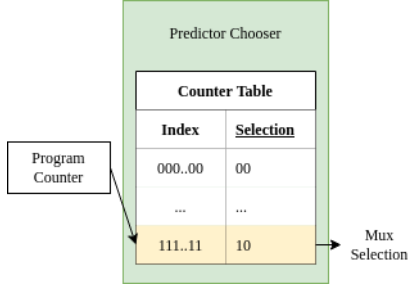 Predictor Chooser
Counter Table
Index Selection
Program
Counter
000..00 00
... ...
111..11 10
Mux
Selection